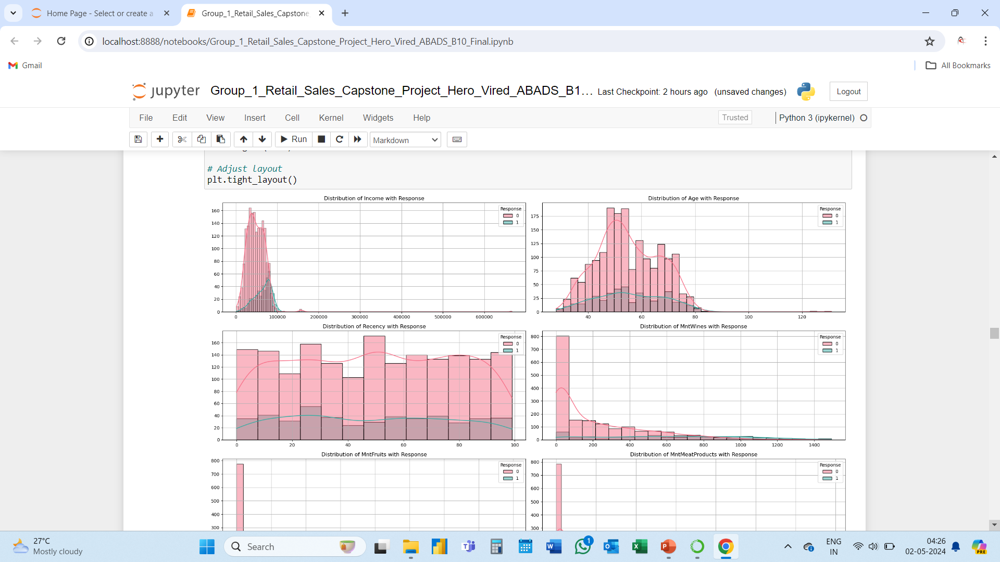 Home Page - Select or create a
Group_1_Retail_Sales_Capstone
localhost:8888/notebooks/Group_1_Retail_Sales_Capstone_Project_Hero_Vired_ABADS_B10_Final.ipynb
Gmail
All Bookmarks
jupyter
Group_1_Retail_Sales_Capstone_Project_Hero_Vired_ABADS_B1...
Last Checkpoint: 2 hours ago (unsaved changes)
Logout
File Edit View Insert Cell Kernel Widgets Help
Trusted
Python 3 (ipykernel)
Run
Markdown
# Adjust layout
plt.tight_layout()
Distribution of Income with Response
Response
0
1
160
140
120
100
80
60
40
20
0
0 100000 200000 300000 400000 500000 600000
Distribution of Age with Response
Response
0
1
175
150
125
100
75
50
25
0
40 60 80 100 120
Distribution of Recency with Response
Response
0
1
160
140
120
100
80
60
40
20
0
0 20 40 60 80 100
Distribution of MntWines with Response
Response
0
1
800
700
600
500
400
300
200
100
0
0 200 400 600 800 1000 1200 1400
Distribution of MntFruits with Response
Response
0
1
800
700
600
500
400
300
Distribution of MntMeatProducts with Response
Response
0
1
800
700
600
500
400
300
27°C
Mostly cloudy
Search
1
ENG
IN
04:26
02-05-2024
PRE